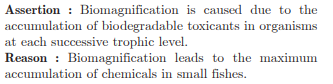 Assertion : Biomagnification is caused due to the
accumulation of biodegradable toxicants in organisms
at each successive trophic level.
Reason : Biomagnification leads to the maximum
accumulation of chemicals in small fishes.